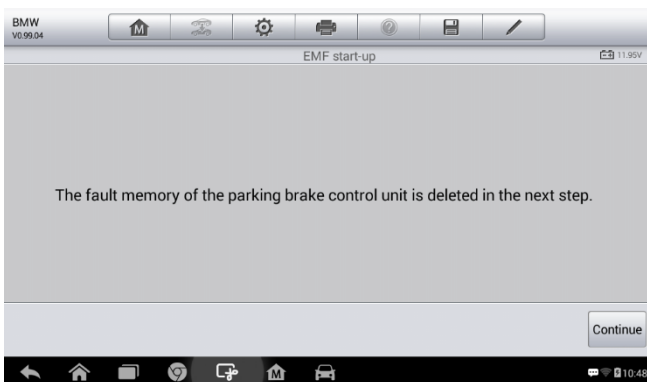 BMW
V0.99.04
M
EMF start-up
11.95V
The fault memory of the parking brake control unit is deleted in the next step.
Continue
M
10:48